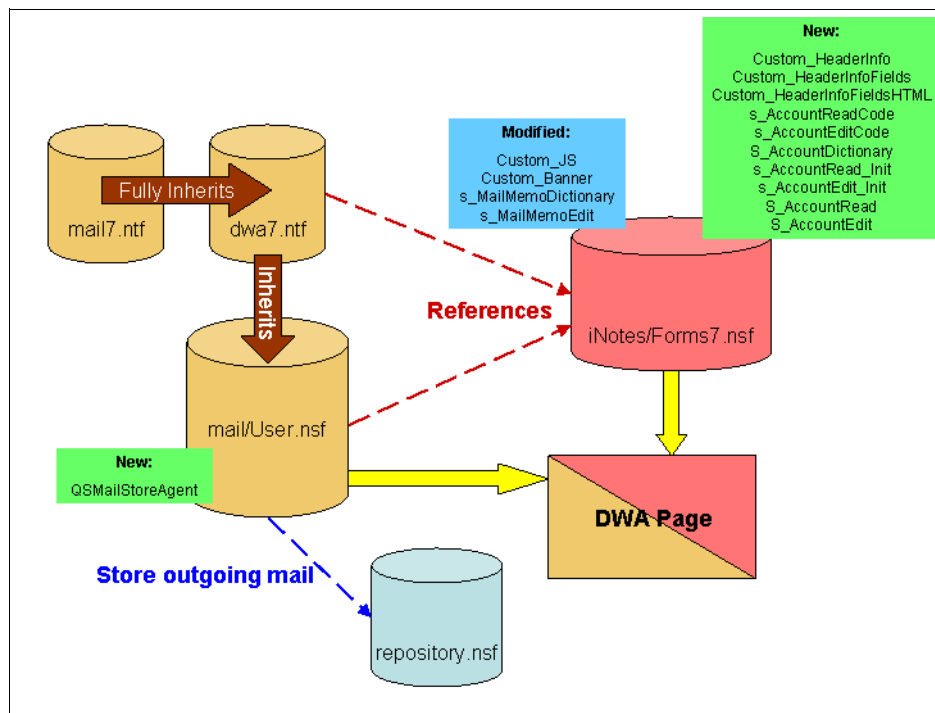 New:
Custom_HeaderInfo
Custom_HeaderInfoFields
Custom_HeaderInfoFieldsHTML
s_AccountReadCode
s_AccountEditCode
S_AccountDictionary
s_AccountRead_Init
s_AccountEdit_Init
S_AccountRead
S_AccountEdit
Modified:
Custom_JS
Custom_Banner
s_MailMemoDictionary
s_MailMemoEdit
Fully Inherits
mail7.ntf
dwa7.ntf
Inherits
References
iNotes/Forms7.nsf
mail/User.nsf
New:
QSMailStoreAgent
DWA Page
Store outgoing mail
repository.nsf